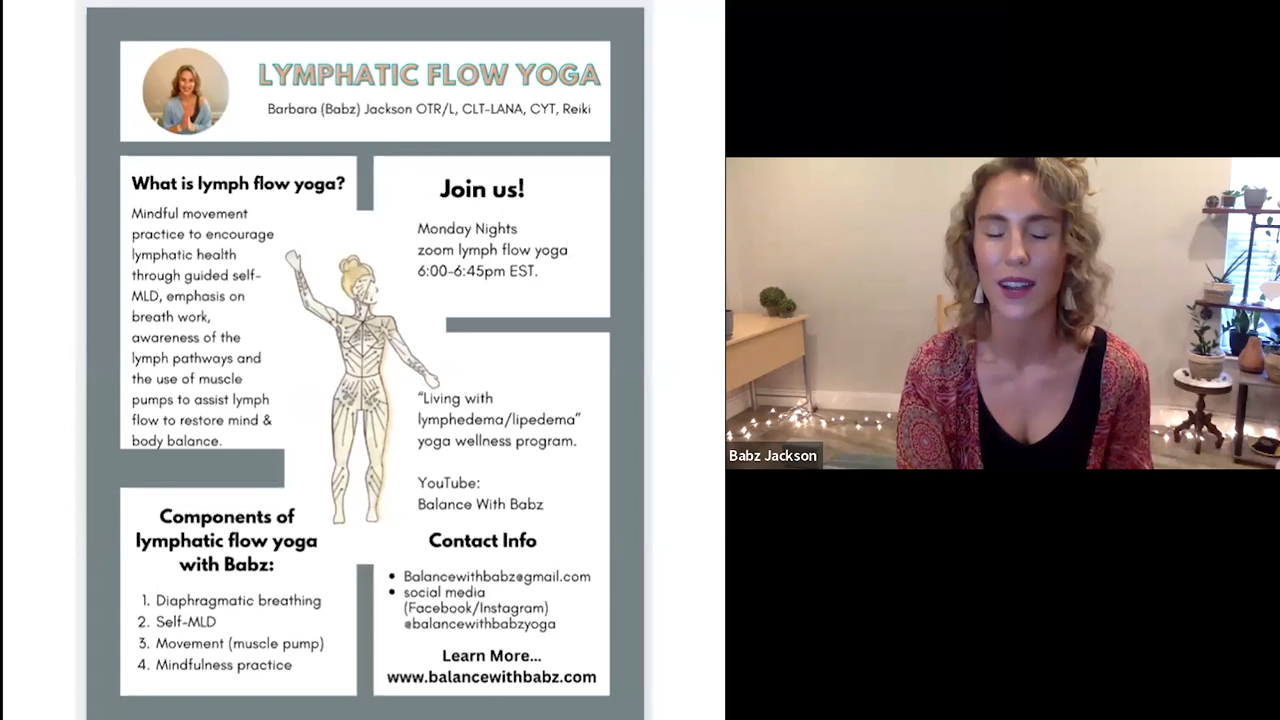 LYMPHATIC FLOW YOGA
Barbara (Babz) Jackson OTR/L, CLT-LANA, CYT, Reiki
What is lymph flow yoga?
Mindful movement
practice to encourage
lymphatic health
through guided self-
MLD, emphasis on
breath work,
awareness of the
lymph pathways and
the use of muscle
pumps to assist lymph
flow to restore mind &
body balance.
Join us!
Monday Nights
zoom lymph flow yoga
6:00-6:45pm EST.
"Living with
lymphedema/lipedema"
yoga wellness program.
YouTube:
Balance With Babz
Components of
lymphatic flow yoga
with Babz:
1. Diaphragmatic breathing
2. Self-MLD
3. Movement (muscle pump)
4. Mindfulness practice
Contact Info
• Balancewithbabz@gmail.com
• social media
(Facebook/Instagram)
@balancewithbabzyoga
Learn More...
www.balancewithbabz.com
Babz Jackson